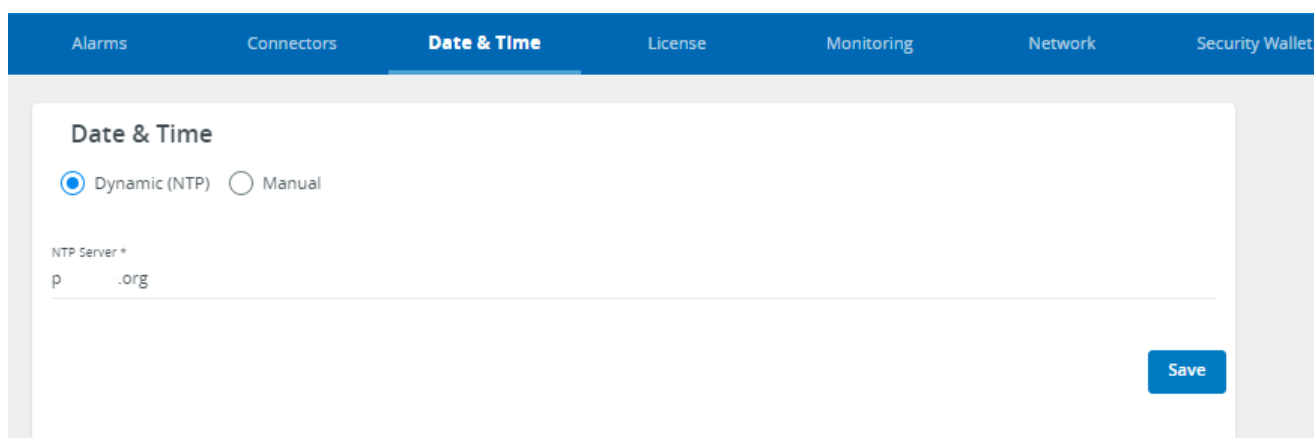 Alarms Connectors Date & Time License Monitoring Network Security Wallet
Date & Time
Dynamic (NTP) Manual
NTP Server *
p .org
Save